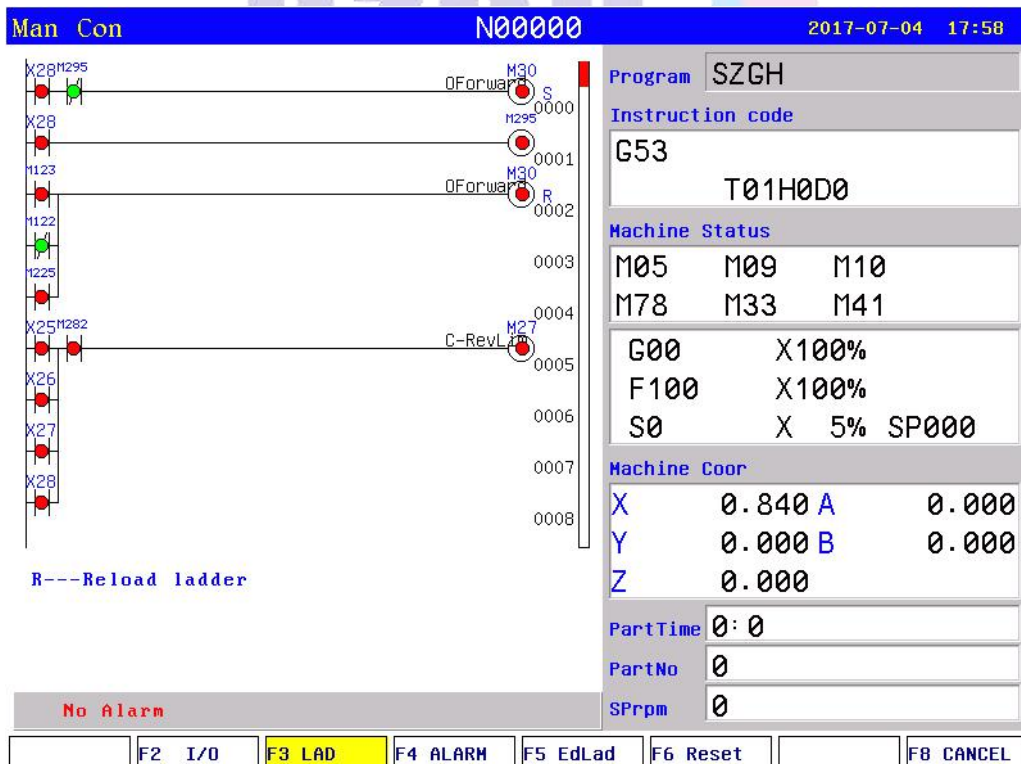 Man Con N00000 2017-07-04 17:58
X28 M295 0Forward M30 S
0000
X28 M295
0001
M123 0Forward M30 R
0002
M122
0003
M225
0004
X25 M282 C-RevLim M27
0005
X26
0006
X27
0007
X28
0008
R---Reload ladder
No Alarm
Program SZGH
Instruction code
G53
T01H0D0
Machine Status
M05 M09 M10
M78 M33 M41
G00 X100%
F100 X100%
S0 X 5% SP000
Machine Coor
X 0.840 A 0.000
Y 0.000 B 0.000
Z 0.000
PartTime 0: 0
PartNo 0
SPrpm 0
F2 I/O F3 LAD F4 ALARM F5 EdLad F6 Reset F8 CANCEL